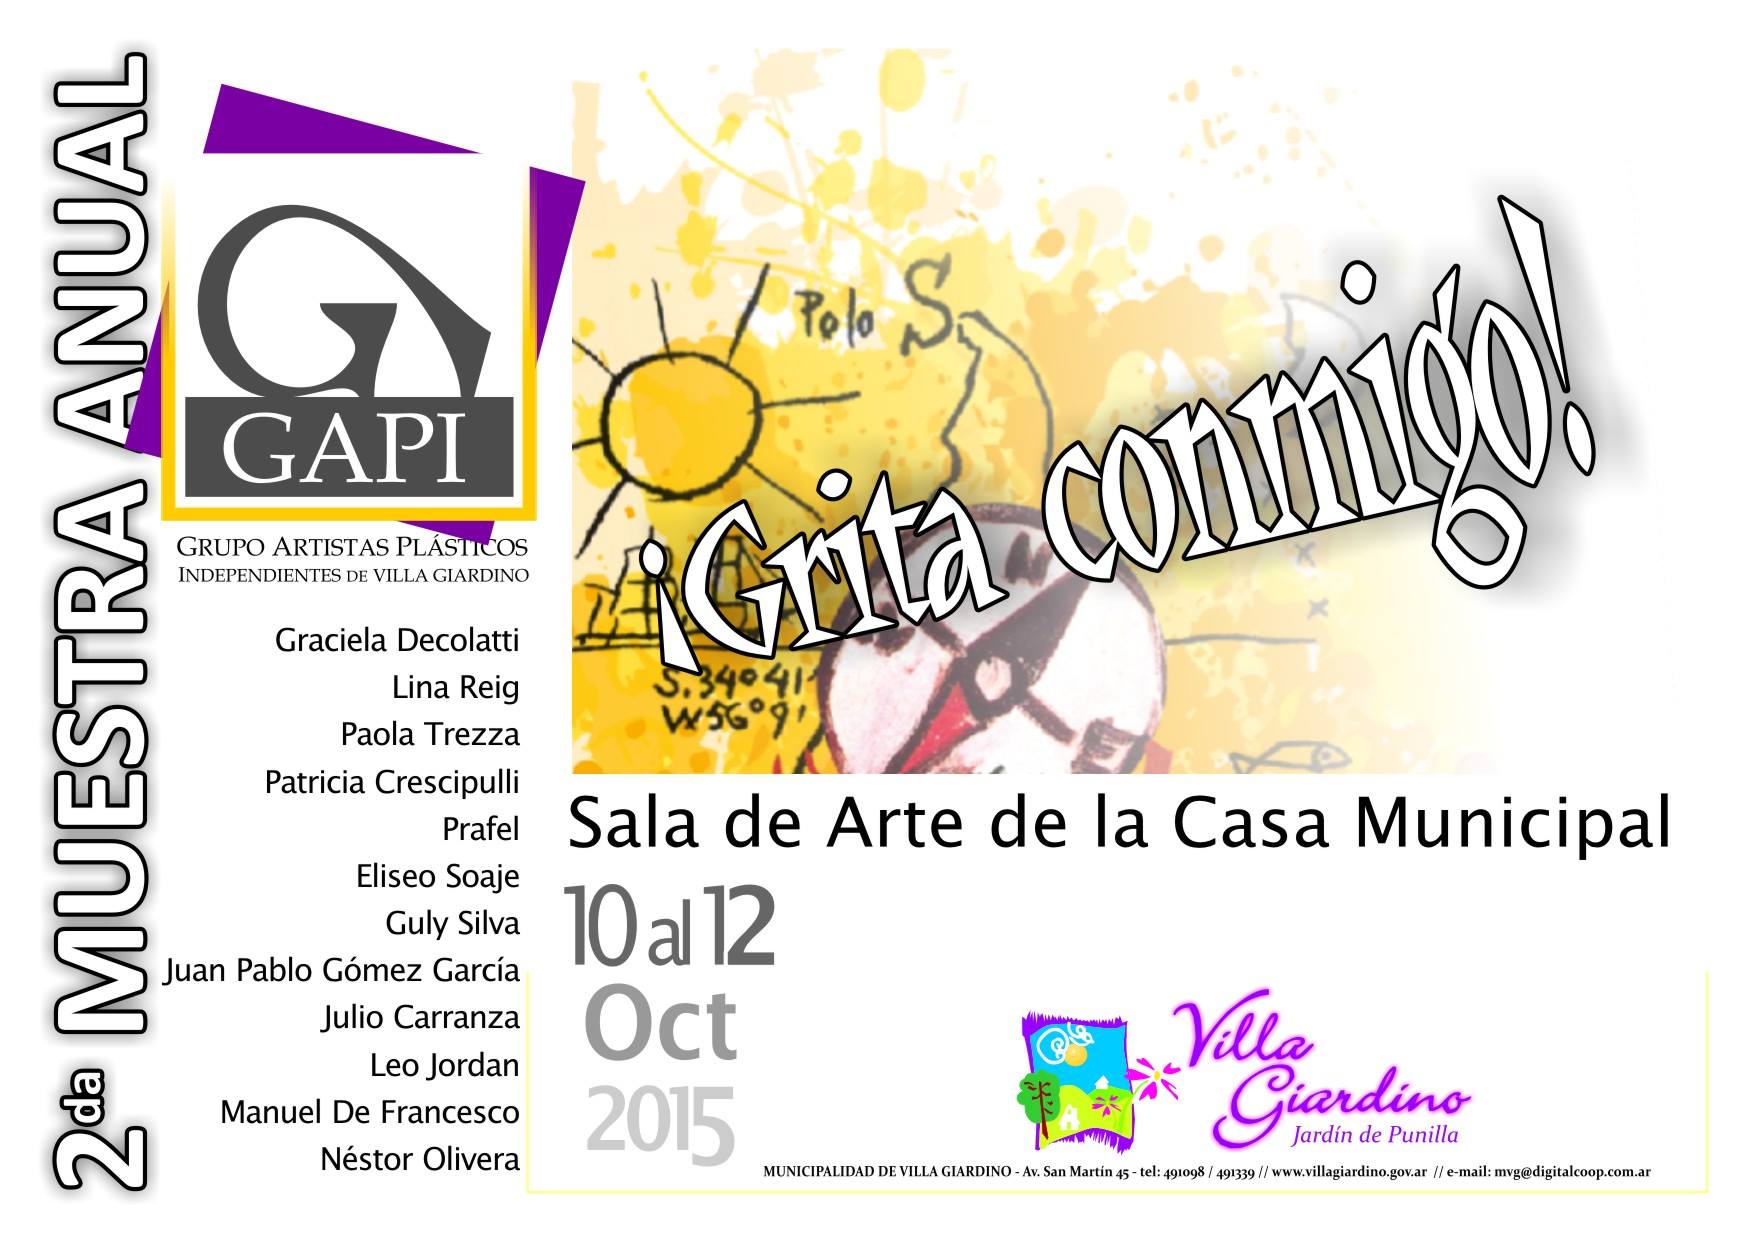 2da MUESTRA ANUAL
GAPI
GRUPO ARTISTAS PLÁSTICOS
INDEPENDIENTES DE VILLA GIARDINO
Graciela Decolatti
Lina Reig
Paola Trezza
Patricia Crescipulli
Prafel
Eliseo Soaje
Guly Silva
Juan Pablo Gómez García
Julio Carranza
Leo Jordan
Manuel De Francesco
Néstor Olivera
Polo S
¡Grita conmigo!
S.34°41'
W56°9'
Sala de Arte de la Casa Municipal
10 al 12
Oct
2015
Villa
Giardino
Jardín de Punilla
MUNICIPALIDAD DE VILLA GIARDINO - Av. San Martín 45 - tel: 491098 / 491339 // www.villagiardino.gov.ar // e-mail: mvg@digitalcoop.com.ar